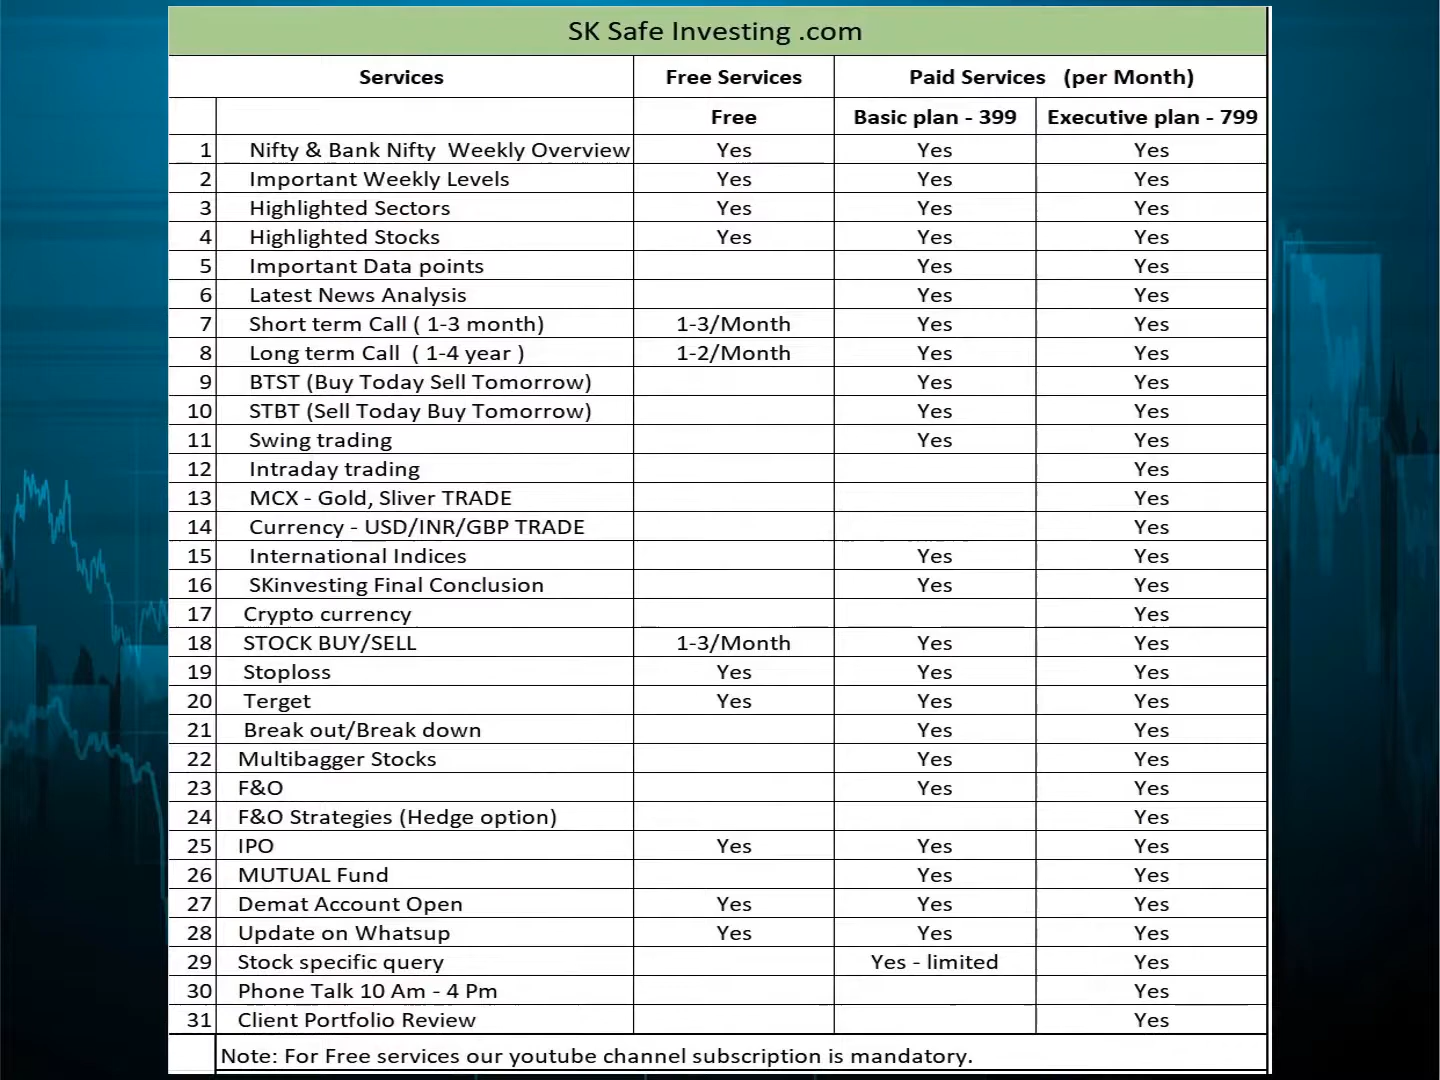 SK Safe Investing .com
Services Free Services Paid Services (per Month)
Free Basic plan - 399 Executive plan - 799
1 Nifty & Bank Nifty Weekly Overview Yes Yes Yes
2 Important Weekly Levels Yes Yes Yes
3 Highlighted Sectors Yes Yes Yes
4 Highlighted Stocks Yes Yes Yes
5 Important Data points Yes Yes
6 Latest News Analysis Yes Yes
7 Short term Call ( 1-3 month) 1-3/Month Yes Yes
8 Long term Call ( 1-4 year ) 1-2/Month Yes Yes
9 BTST (Buy Today Sell Tomorrow) Yes Yes
10 STBT (Sell Today Buy Tomorrow) Yes Yes
11 Swing trading Yes Yes
12 Intraday trading Yes
13 MCX - Gold, Sliver TRADE Yes
14 Currency - USD/INR/GBP TRADE Yes
15 International Indices Yes Yes
16 SKinvesting Final Conclusion Yes Yes
17 Crypto currency Yes
18 STOCK BUY/SELL 1-3/Month Yes Yes
19 Stoploss Yes Yes Yes
20 Terget Yes Yes Yes
21 Break out/Break down Yes Yes
22 Multibagger Stocks Yes Yes
23 F&O Yes Yes
24 F&O Strategies (Hedge option) Yes
25 IPO Yes Yes Yes
26 MUTUAL Fund Yes Yes
27 Demat Account Open Yes Yes Yes
28 Update on Whatsup Yes Yes Yes
29 Stock specific query Yes - limited Yes
30 Phone Talk 10 Am - 4 Pm Yes
31 Client Portfolio Review Yes
Note: For Free services our youtube channel subscription is mandatory.